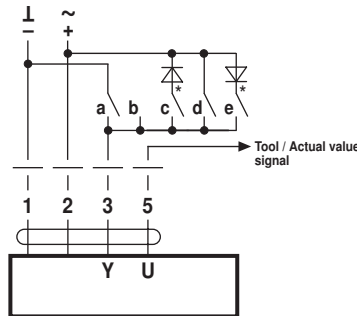 ⊥ ~
– +
a b c d e
* *
Tool / Actual value
signal
1 2 3 5
Y U